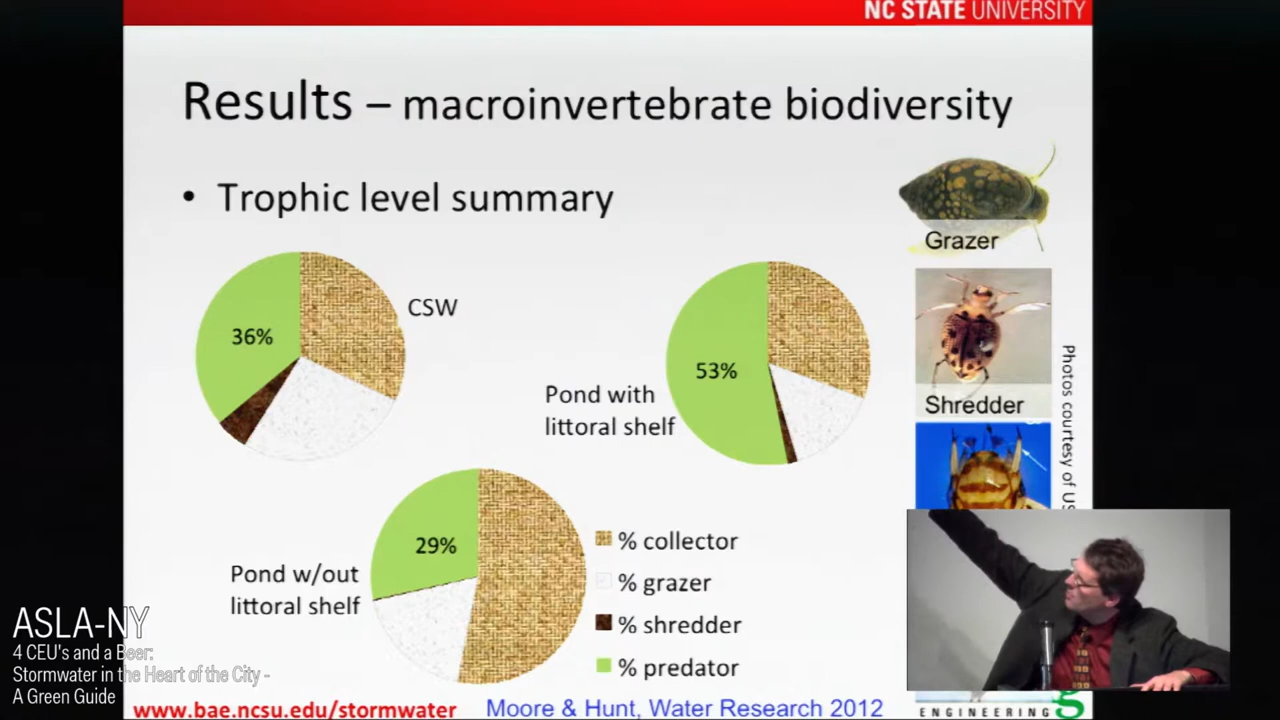 NC STATE UNIVERSITY
Results – macroinvertebrate biodiversity
• Trophic level summary
Grazer
36%
CSW
53%
Pond with
littoral shelf
Shredder
Photos courtesy of
29%
Pond w/out
littoral shelf
% collector
% grazer
% shredder
% predator
ASLA-NY
4 CEU's and a Beer:
Stormwater in the Heart of the City -
A Green Guide
www.bae.ncsu.edu/stormwater
Moore & Hunt, Water Research 2012
ENGINEERING